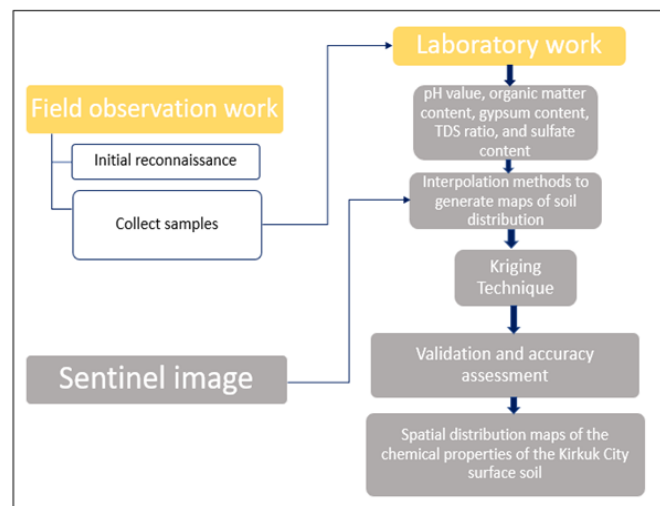 Field observation work
Initial reconnaissance
Collect samples
Sentinel image
Laboratory work
pH value, organic matter
content, gypsum content,
TDS ratio, and sulfate
content
Interpolation methods to
generate maps of soil
distribution
Kriging
Technique
Validation and accuracy
assessment
Spatial distribution maps of the
chemical properties of the Kirkuk City
surface soil